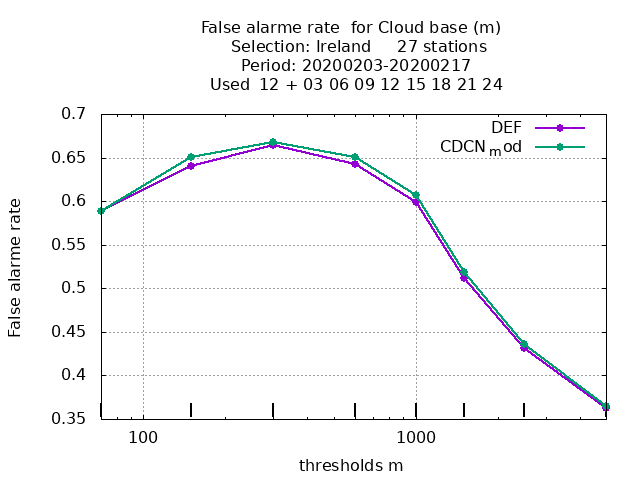 False alarme rate  for Cloud base (m)
Selection: Ireland     27 stations
Period: 20200203-20200217
Used  12 + 03 06 09 12 15 18 21 24
DEF
CDCN_mod
0.7
0.65
0.6
0.55
0.5
0.45
0.4
0.35
False alarme rate
100
1000
thresholds m